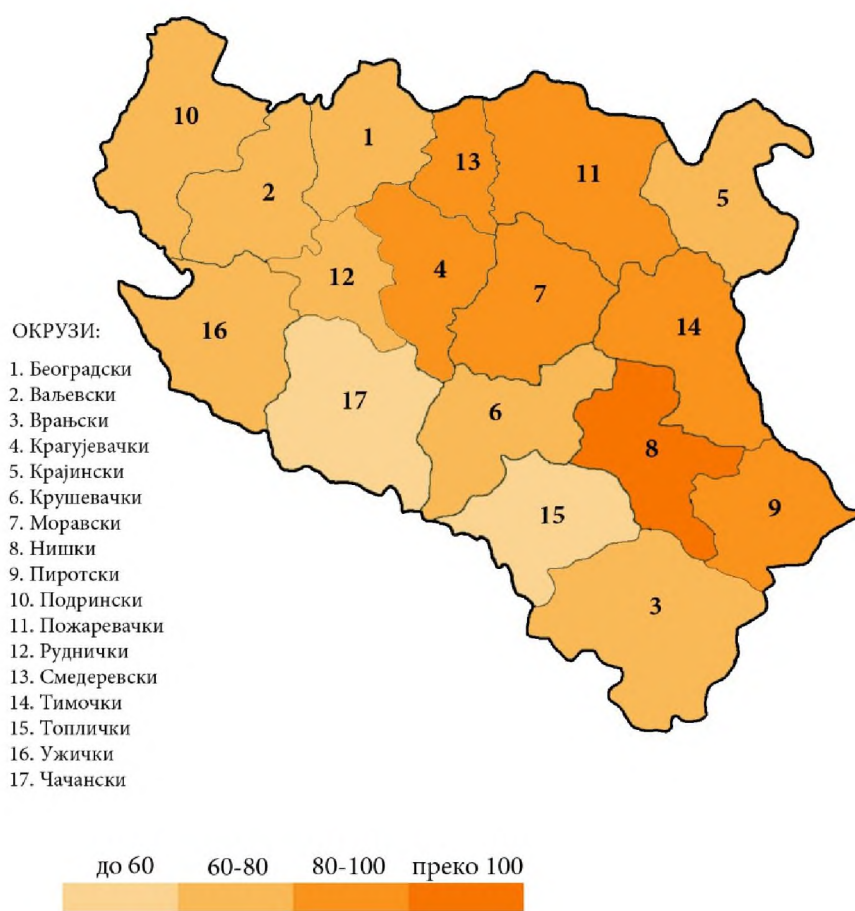 10
1
13
11
2
5
12
4
7
16
14
17
6
8
9
15
3
ОКРУЗИ:
1. Београдски
2. Ваљевски
3. Врањски
4. Крагујевачки
5. Крајински
6. Крушевачки
7. Моравски
8. Нишки
9. Пиротски
10. Подрински
11. Пожаревачки
12. Руднички
13. Смедеревски
14. Тимочки
15. Топлички
16. Ужички
17. Чачански
до 60 60-80 80-100 преко 100